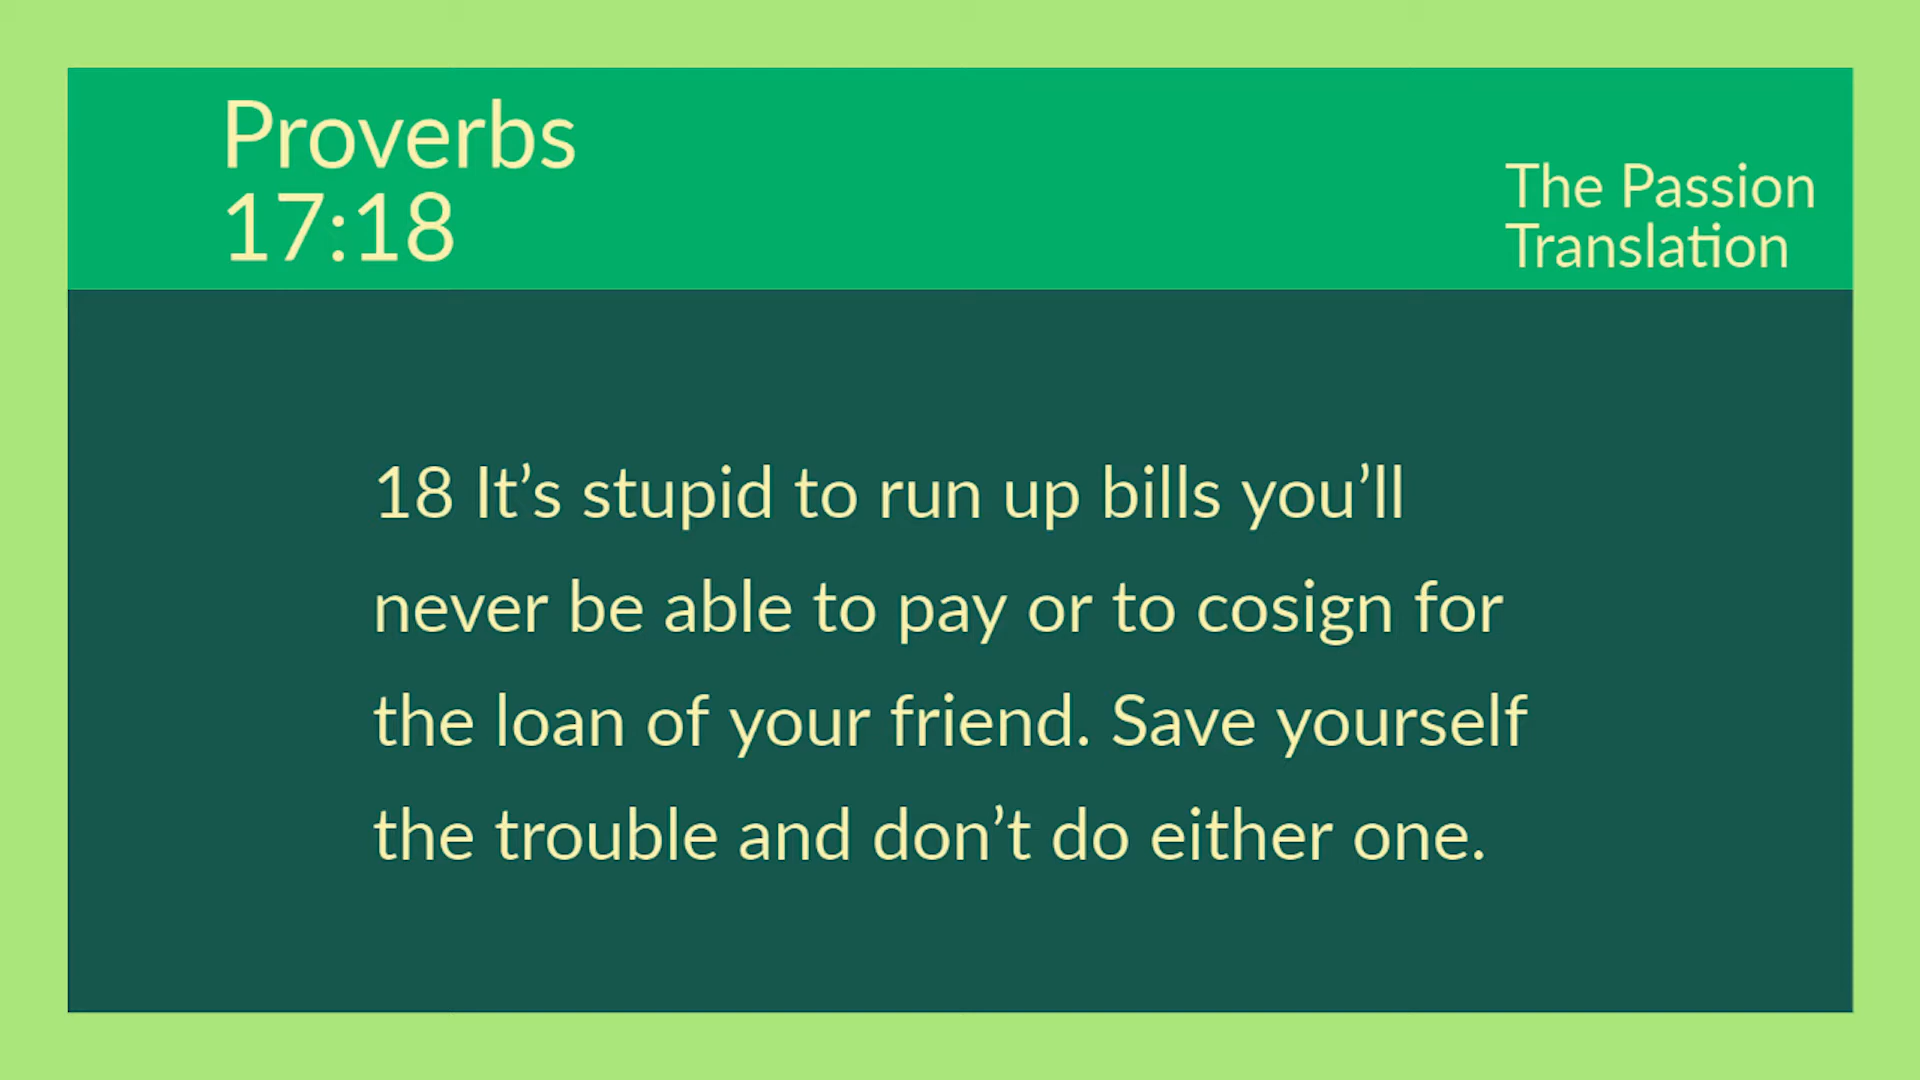 Proverbs
17:18
The Passion
Translation
18 It’s stupid to run up bills you’ll
never be able to pay or to cosign for
the loan of your friend. Save yourself
the trouble and don’t do either one.